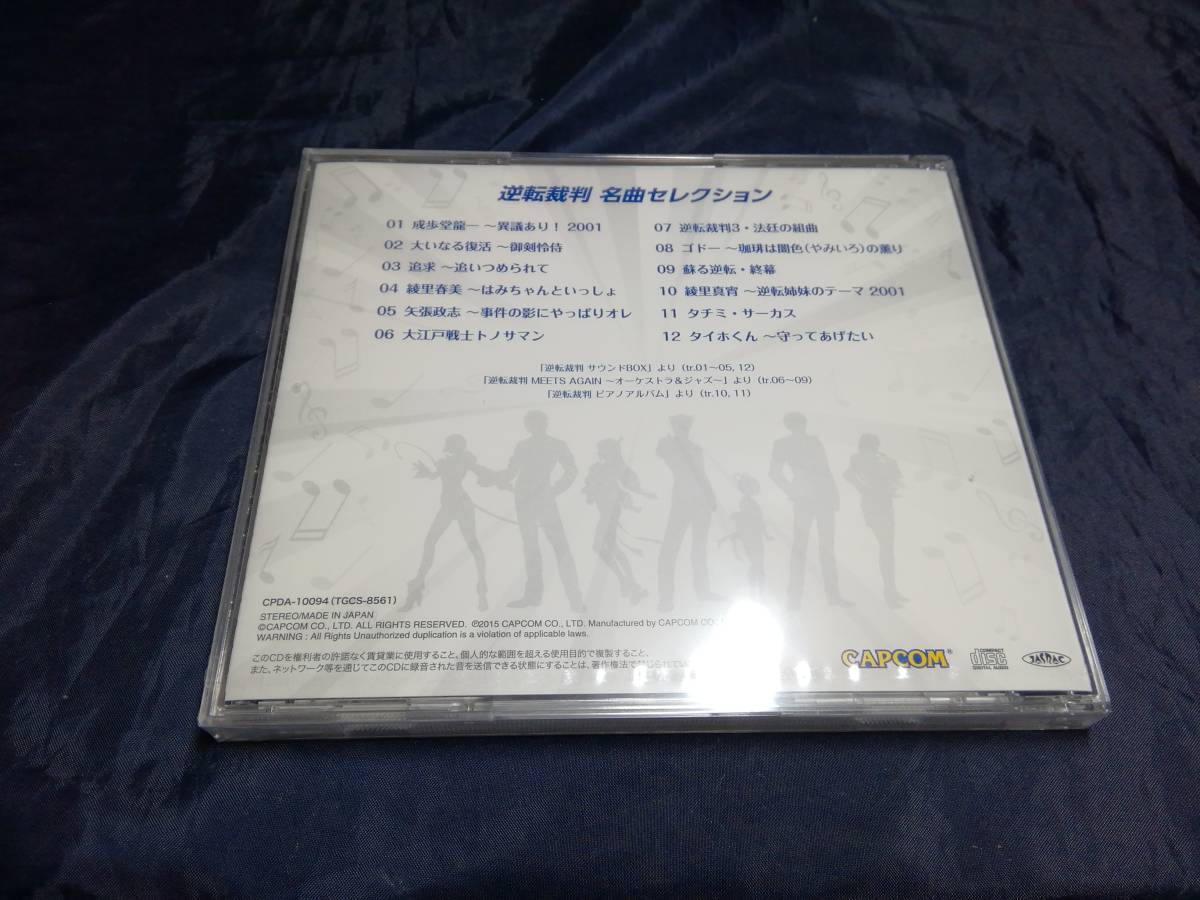 逆転裁判 名曲セレクション
01 成歩堂龍一 ～異議あり！ 2001
02 大いなる復活 ～御剣怜侍
03 追求 ～追いつめられて
04 綾里春美 ～はみちゃんといっしょ
05 矢張政志 ～事件の影にやっぱりオレ
06 大江戸戦士トノサマン
07 逆転裁判3・法廷の組曲
08 ゴドー ～珈琲は闇色（やみいろ）の薫り
09 蘇る逆転・終幕
10 綾里真宵 ～逆転姉妹のテーマ 2001
11 タチミ・サーカス
12 タイホくん ～守ってあげたい
「逆転裁判 サウンドBOX」より（tr.01～05, 12）
「逆転裁判 MEETS AGAIN ～オーケストラ＆ジャズ～」より（tr.06～09）
「逆転裁判 ピアノアルバム」より（tr.10, 11）
CPDA-10094（TGCS-8561）
STEREO/MADE IN JAPAN
©CAPCOM CO., LTD. ALL RIGHTS RESERVED. ℗2015 CAPCOM CO., LTD. Manufactured by CAPCOM CO.
WARNING : All Rights Unauthorized duplication is a violation of applicable laws.
このCDを権利者の許諾なく賃貸業に使用すること、個人的な範囲を超える使用目的で複製すること、
また、ネットワーク等を通じてこのCDに録音された音を送信できる状態にすることは、著作権法で禁じられて
CAPCOM
COMPACT
disc
DIGITAL AUDIO
JASRAC